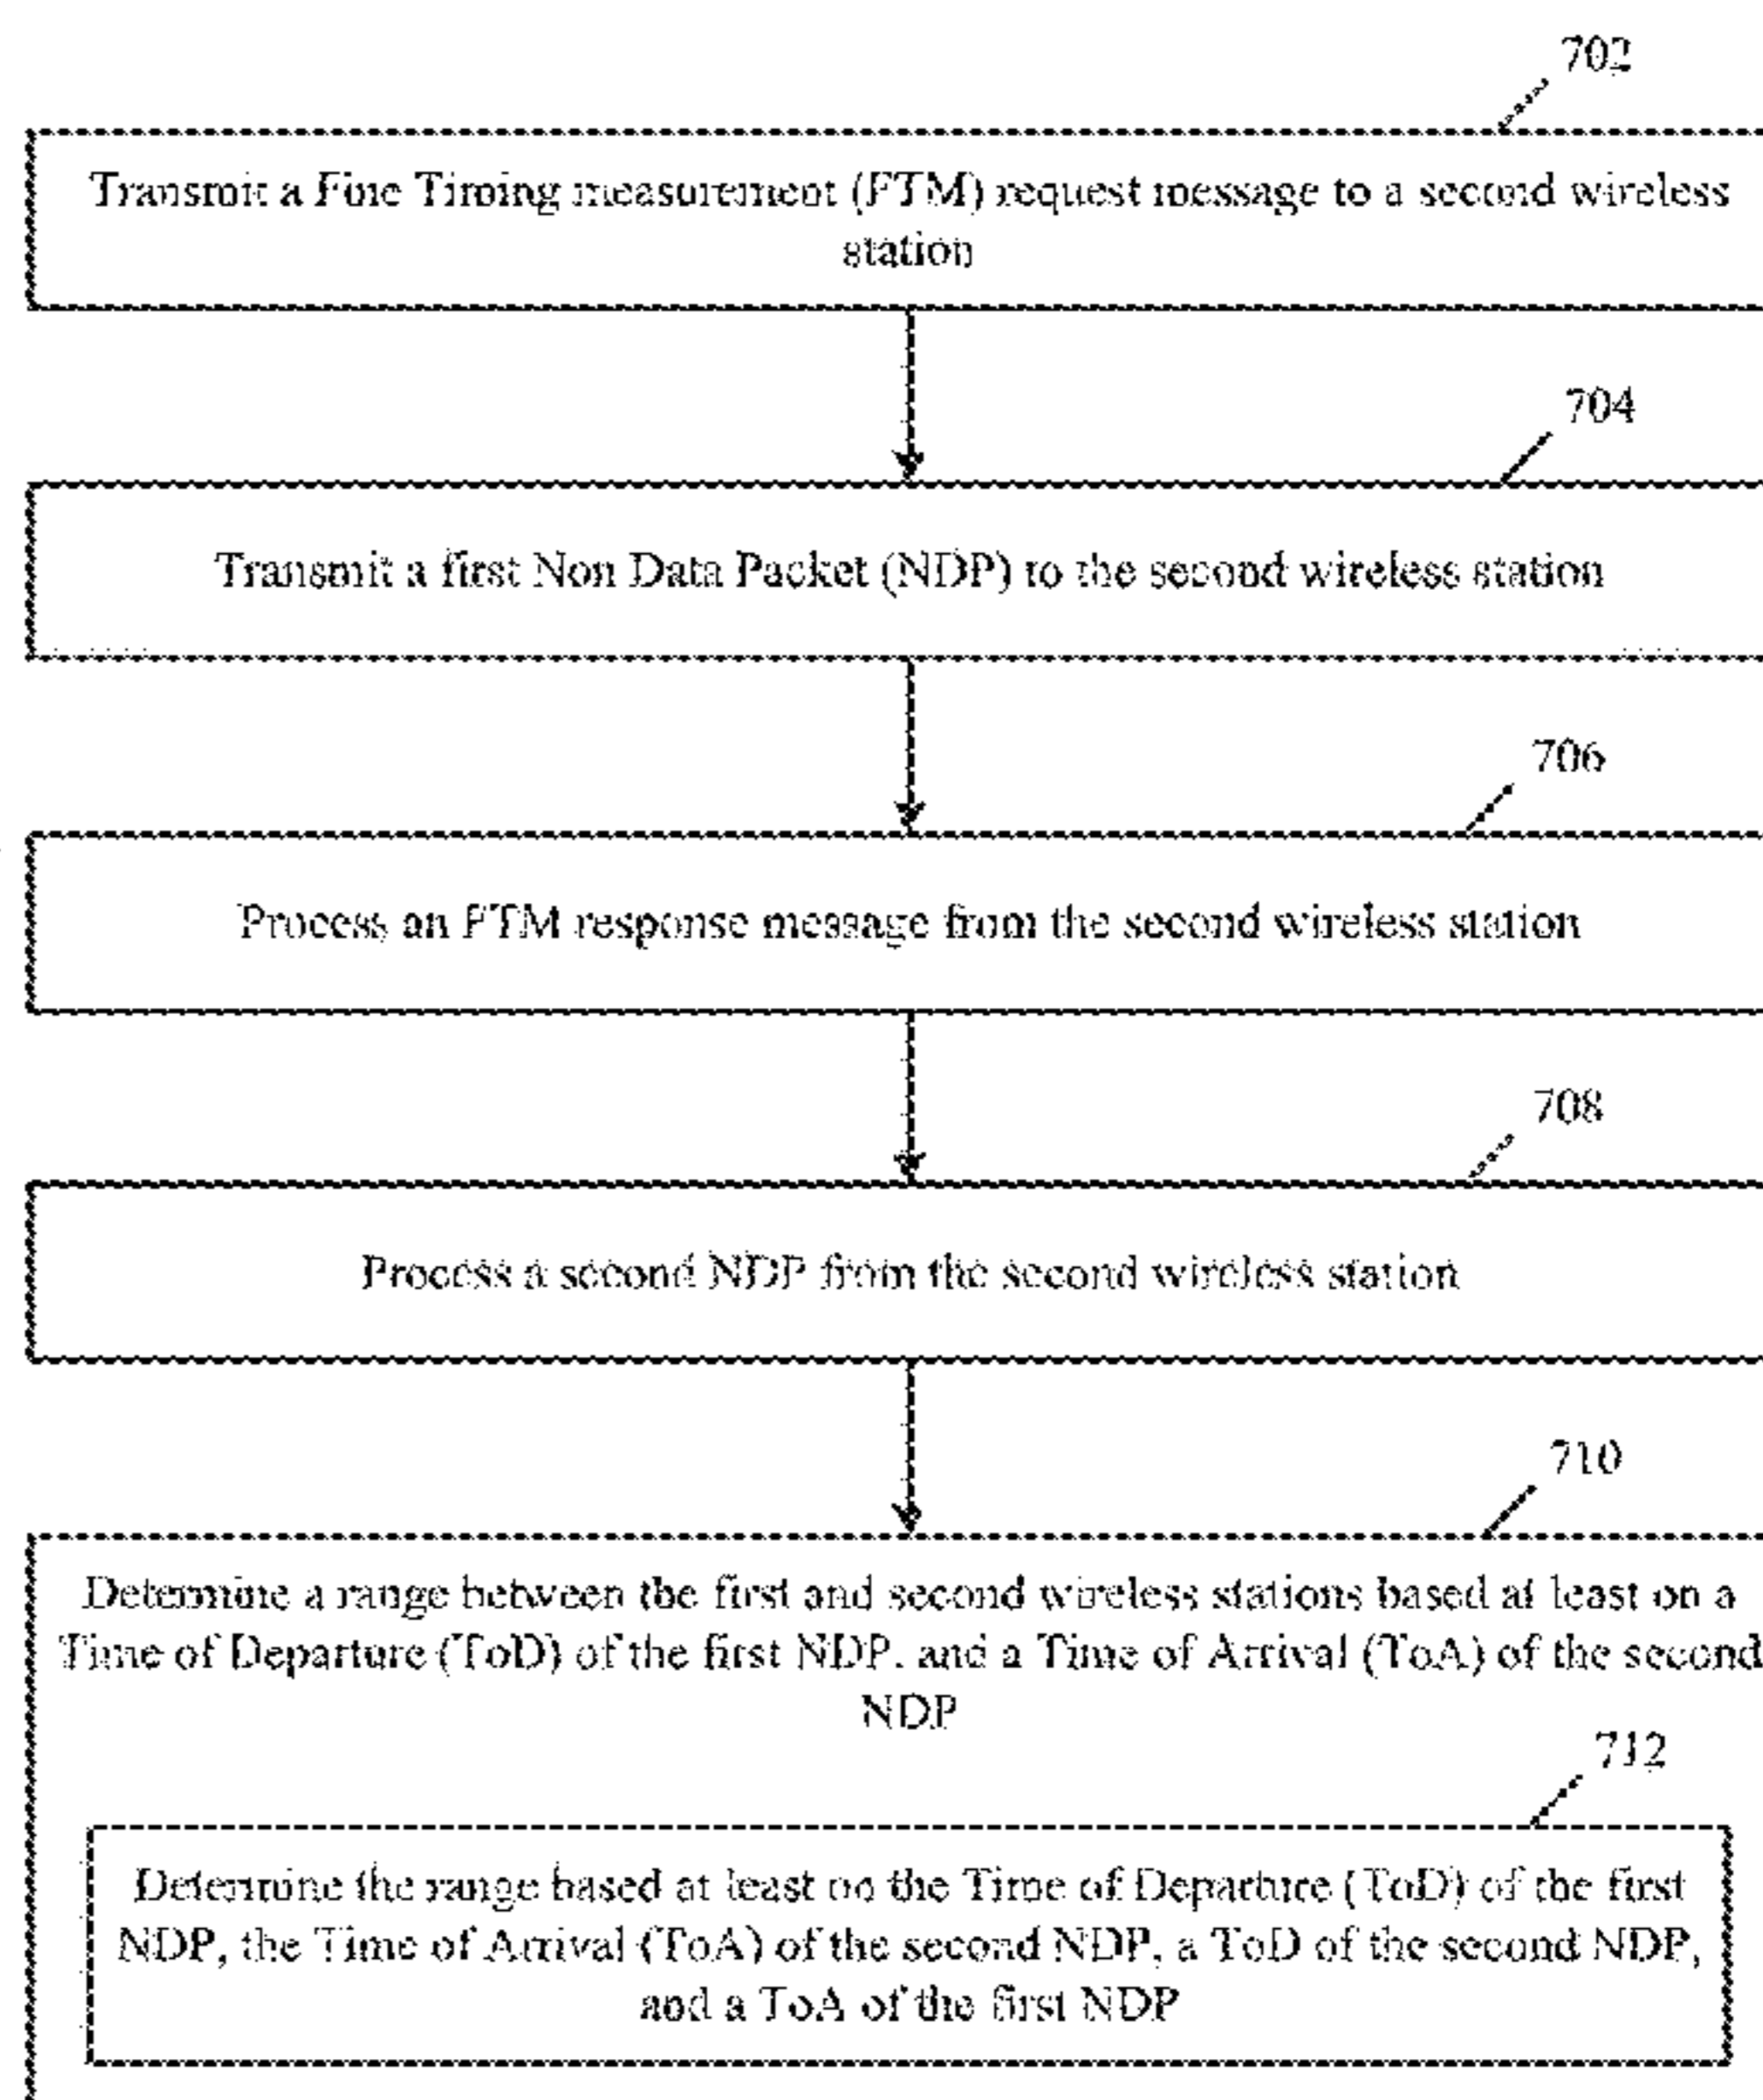 702
Transmit a Fine Timing measurement (FTM) request message to a second wireless
station
704
Transmit a first Non Data Packet (NDP) to the second wireless station
706
Process an FTM response message from the second wireless station
708
Process a second NDP from the second wireless station
710
Determine a range between the first and second wireless stations based at least on a
Time of Departure (ToD) of the first NDP, and a Time of Arrival (ToA) of the second
NDP
712
Determine the range based at least on the Time of Departure (ToD) of the first
NDP, the Time of Arrival (ToA) of the second NDP, a ToD of the second NDP,
and a ToA of the first NDP